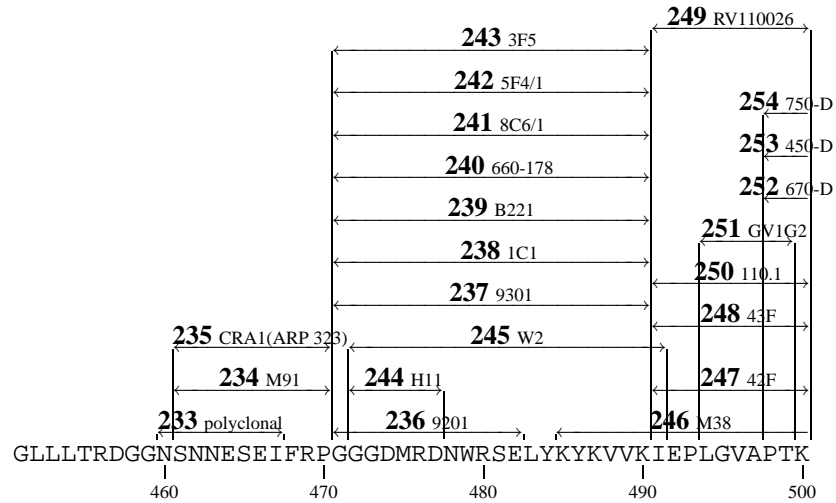 249 RV110026
243 3F5
242 5F4/1
254 750-D
241 8C6/1
253 450-D
240 660-178
252 670-D
239 B221
251 GV1G2
238 1C1
250 110.1
237 9301
248 43F
235 CRA1(ARP 323) 245 W2
234 M91 244 H11 247 42F
233 polyclonal 236 9201 246 M38
GLLLTRDGGNSNNESEIFRPGGGDMRDNWRSELYKYKVVKIEPLGVAPTK
460 470 480 490 500